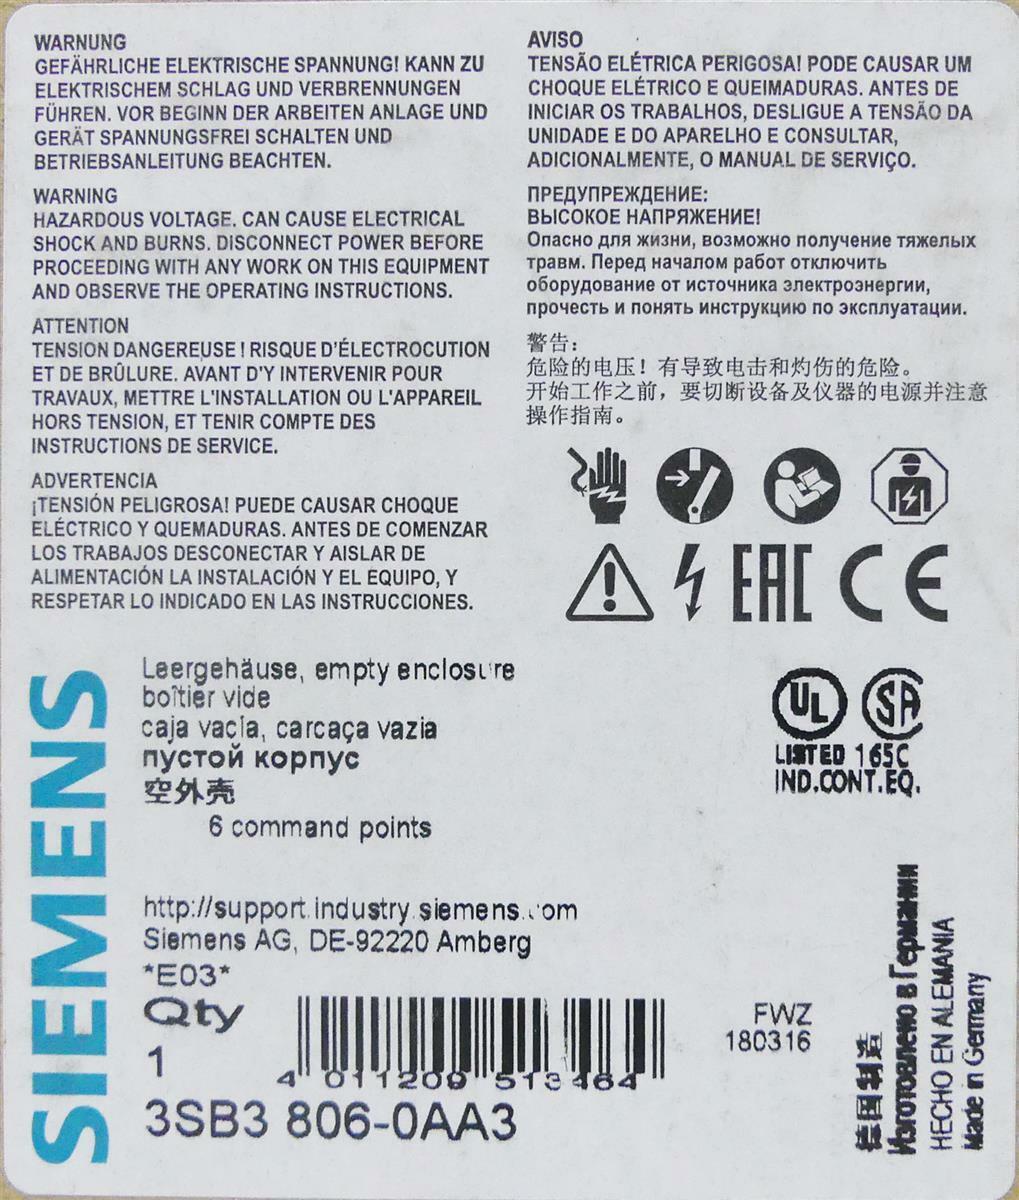 WARNUNG
GEFÄHRLICHE ELEKTRISCHE SPANNUNG! KANN ZU
ELEKTRISCHEM SCHLAG UND VERBRENNUNGEN
FÜHREN. VOR BEGINN DER ARBEITEN ANLAGE UND
GERÄT SPANNUNGSFREI SCHALTEN UND
BETRIEBSANLEITUNG BEACHTEN.
WARNING
HAZARDOUS VOLTAGE. CAN CAUSE ELECTRICAL
SHOCK AND BURNS. DISCONNECT POWER BEFORE
PROCEEDING WITH ANY WORK ON THIS EQUIPMENT
AND OBSERVE THE OPERATING INSTRUCTIONS.
ATTENTION
TENSION DANGEREUSE! RISQUE D'ÉLECTROCUTION
ET DE BRÛLURE. AVANT D'Y INTERVENIR POUR
TRAVAUX, METTRE L'INSTALLATION OU L'APPAREIL
HORS TENSION, ET TENIR COMPTE DES
INSTRUCTIONS DE SERVICE.
ADVERTENCIA
¡TENSIÓN PELIGROSA! PUEDE CAUSAR CHOQUE
ELÉCTRICO Y QUEMADURAS. ANTES DE COMENZAR
LOS TRABAJOS DESCONECTAR Y AISLAR DE
ALIMENTACIÓN LA INSTALACIÓN Y EL EQUIPO, Y
RESPETAR LO INDICADO EN LAS INSTRUCCIONES.
AVISO
TENSÃO ELÉTRICA PERIGOSA! PODE CAUSAR UM
CHOQUE ELÉTRICO E QUEIMADURAS. ANTES DE
INICIAR OS TRABALHOS, DESLIGUE A TENSÃO DA
UNIDADE E DO APARELHO E CONSULTAR,
ADICIONALMENTE, O MANUAL DE SERVIÇO.
ПРЕДУПРЕЖДЕНИЕ:
ВЫСОКОЕ НАПРЯЖЕНИЕ!
Опасно для жизни, возможно получение тяжелых
травм. Перед началом работ отключить
оборудование от источника электроэнергии,
прочесть и понять инструкцию по эксплуатации.
警告：
危险的电压！有导致电击和灼伤的危险。
开始工作之前，要切断设备及仪器的电源并注意
操作指南。
EAC CE
SIEMENS
Leergehäuse, empty enclosure
boîtier vide
caja vacía, carcaça vazia
пустой корпус
空外壳
6 command points
UL SA
LISTED 165C
IND.CONT.EQ.
http://support.industry.siemens.com
Siemens AG, DE-92220 Amberg
*E03*
Qty
1
4 011209 513464
3SB3 806-0AA3
FWZ
180316
德国制造
Изготовлено в Германии
HECHO EN ALEMANIA
Made in Germany